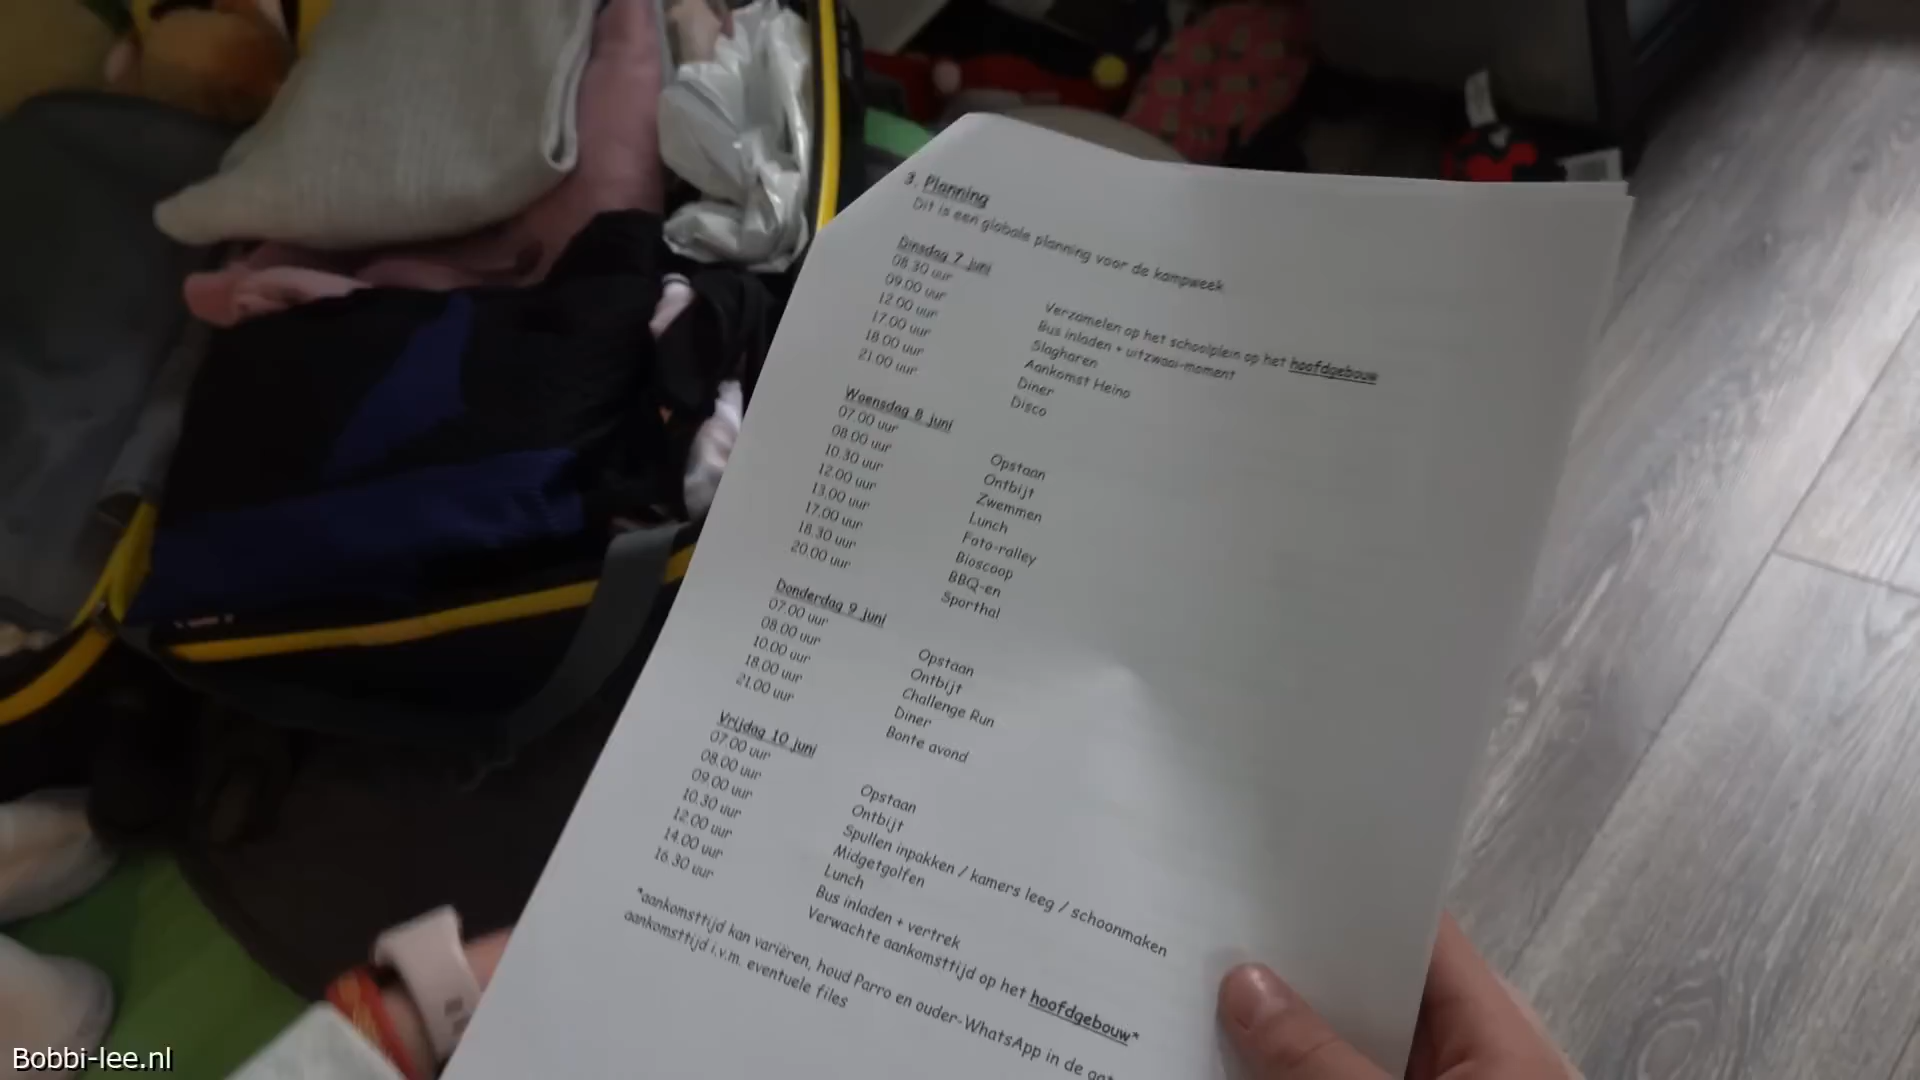 3. Planning
Dit is een globale planning voor de kampweek
Dinsdag 7 juni
08.30 uur Verzamelen op het schoolplein op het hoofdgebouw
09.00 uur Bus inladen + uitzwaai-moment
12.00 uur Slagharen
17.00 uur Aankomst Heino
18.00 uur Diner
21.00 uur Disco
Woensdag 8 juni
07.00 uur Opstaan
08.00 uur Ontbijt
10.30 uur Zwemmen
12.00 uur Lunch
13.00 uur Foto-ralley
17.00 uur Bioscoop
18.30 uur BBQ-en
20.00 uur Sporthal
Donderdag 9 juni
07.00 uur Opstaan
08.00 uur Ontbijt
10.00 uur Challenge Run
18.00 uur Diner
21.00 uur Bonte avond
Vrijdag 10 juni
07.00 uur Opstaan
08.00 uur Ontbijt
09.00 uur Spullen inpakken / kamers leeg / schoonmaken
10.30 uur Midgetgolfen
12.00 uur Lunch
14.00 uur Bus inladen + vertrek
16.30 uur Verwachte aankomsttijd op het hoofdgebouw*
*aankomsttijd kan variëren, houd Parro en ouder-WhatsApp in de
aankomsttijd i.v.m. eventuele files
Bobbi-lee.nl